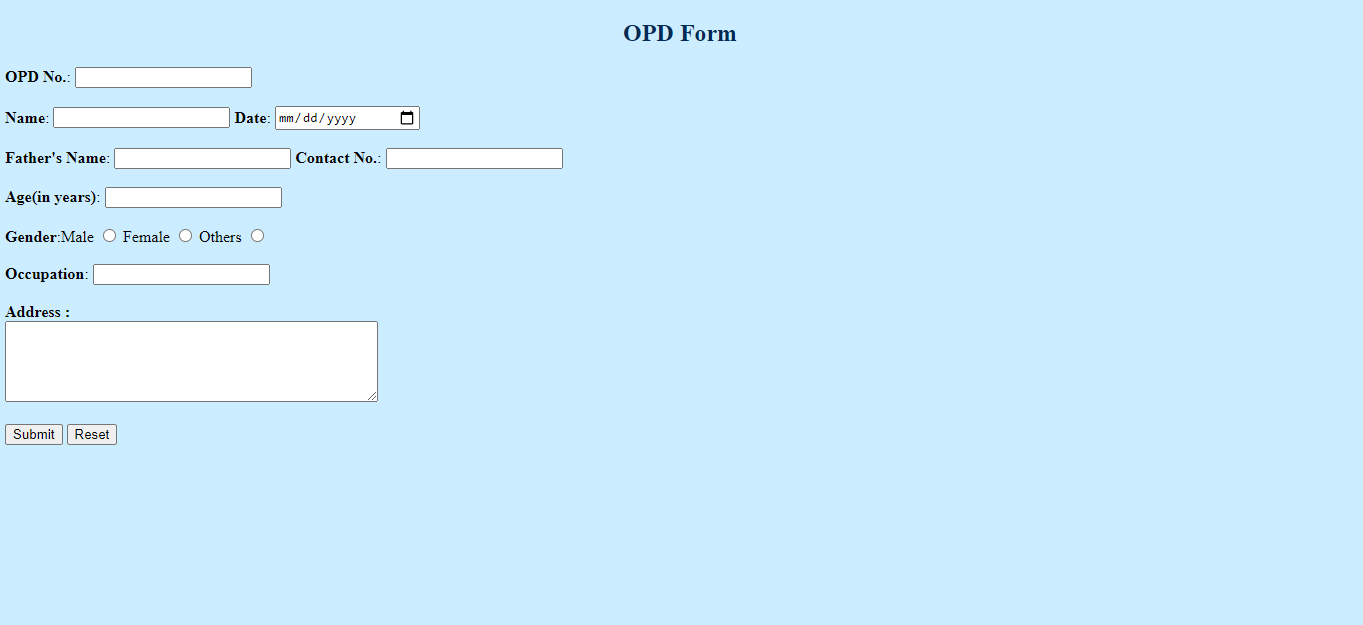 OPD Form
OPD No.:
Name: Date: mm/dd/yyyy
Father's Name: Contact No.:
Age(in years):
Gender:Male Female Others
Occupation:
Address :
Submit Reset